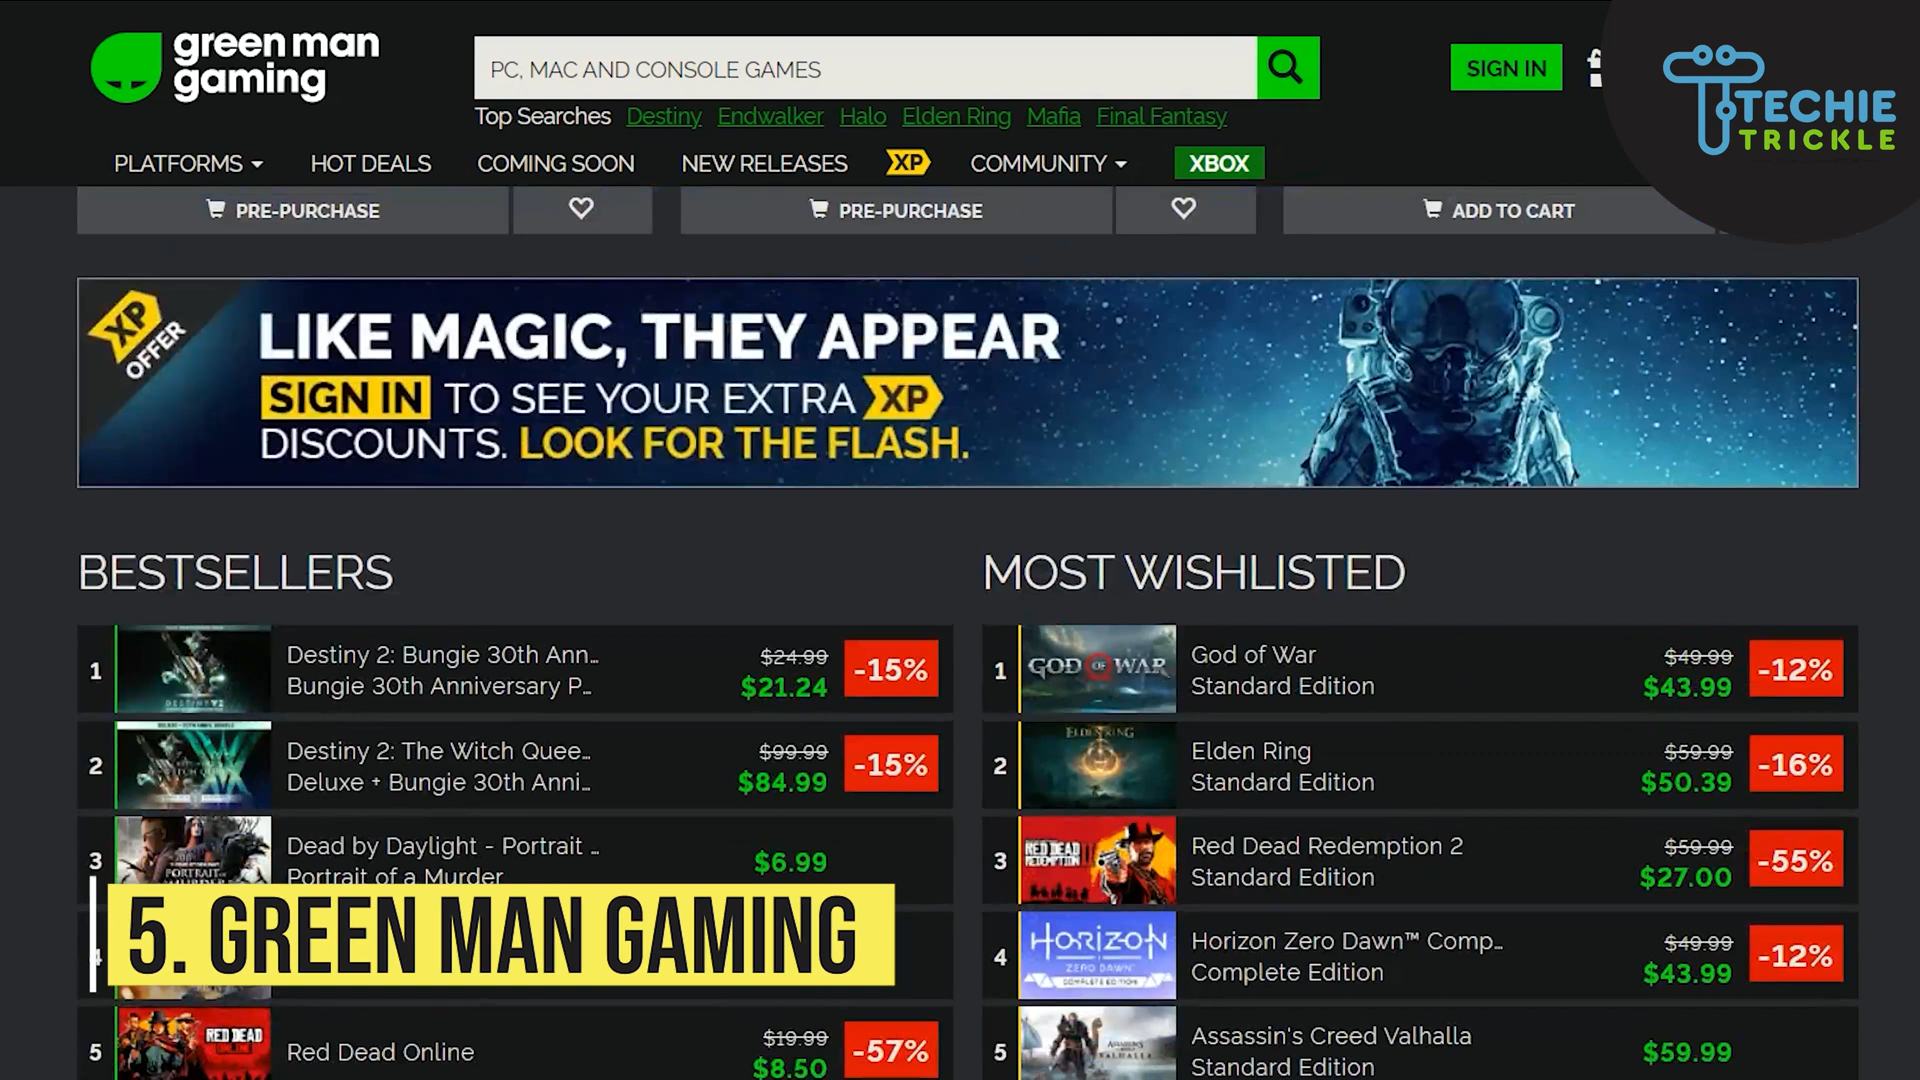 green man
gaming
PC, MAC AND CONSOLE GAMES
SIGN IN
TECHIE
TRICKLE
Top Searches Destiny Endwalker Halo Elden Ring Mafia Final Fantasy
PLATFORMS HOT DEALS COMING SOON NEW RELEASES XP COMMUNITY XBOX
PRE-PURCHASE
PRE-PURCHASE
ADD TO CART
XP
OFFER
LIKE MAGIC, THEY APPEAR
SIGN IN TO SEE YOUR EXTRA XP
DISCOUNTS. LOOK FOR THE FLASH.
BESTSELLERS
1
Destiny 2: Bungie 30th Ann...
Bungie 30th Anniversary P...
$24.99
$21.24
-15%
2
Destiny 2: The Witch Quee...
Deluxe + Bungie 30th Anni...
$99.99
$84.99
-15%
3
PORTRAIT
Dead by Daylight - Portrait ...
Portrait of a Murder
$6.99
5. GREEN MAN GAMING
5
RED DEAD
Red Dead Online
$19.99
$8.50
-57%
MOST WISHLISTED
1
GOD OF WAR
God of War
Standard Edition
$49.99
$43.99
-12%
2
ELDEN RING
Elden Ring
Standard Edition
$59.99
$50.39
-16%
3
RED DEAD
REDEMPTION
Red Dead Redemption 2
Standard Edition
$59.99
$27.00
-55%
4
HORIZON
ZERO DAWN
COMPLETE EDITION
Horizon Zero Dawn™ Comp...
Complete Edition
$49.99
$43.99
-12%
5
ASSASSIN'S
VALHALLA
Assassin's Creed Valhalla
Standard Edition
$59.99